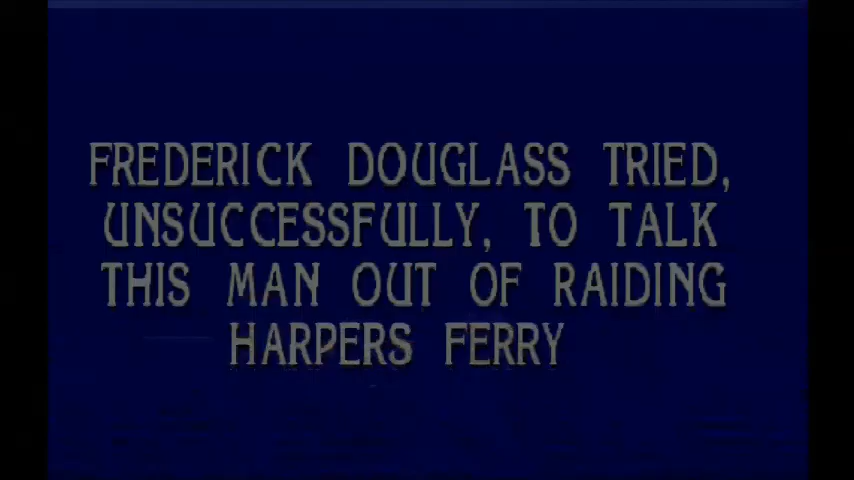 FREDERICK DOUGLASS TRIED,
UNSUCCESSFULLY, TO TALK
THIS MAN OUT OF RAIDING
HARPERS FERRY